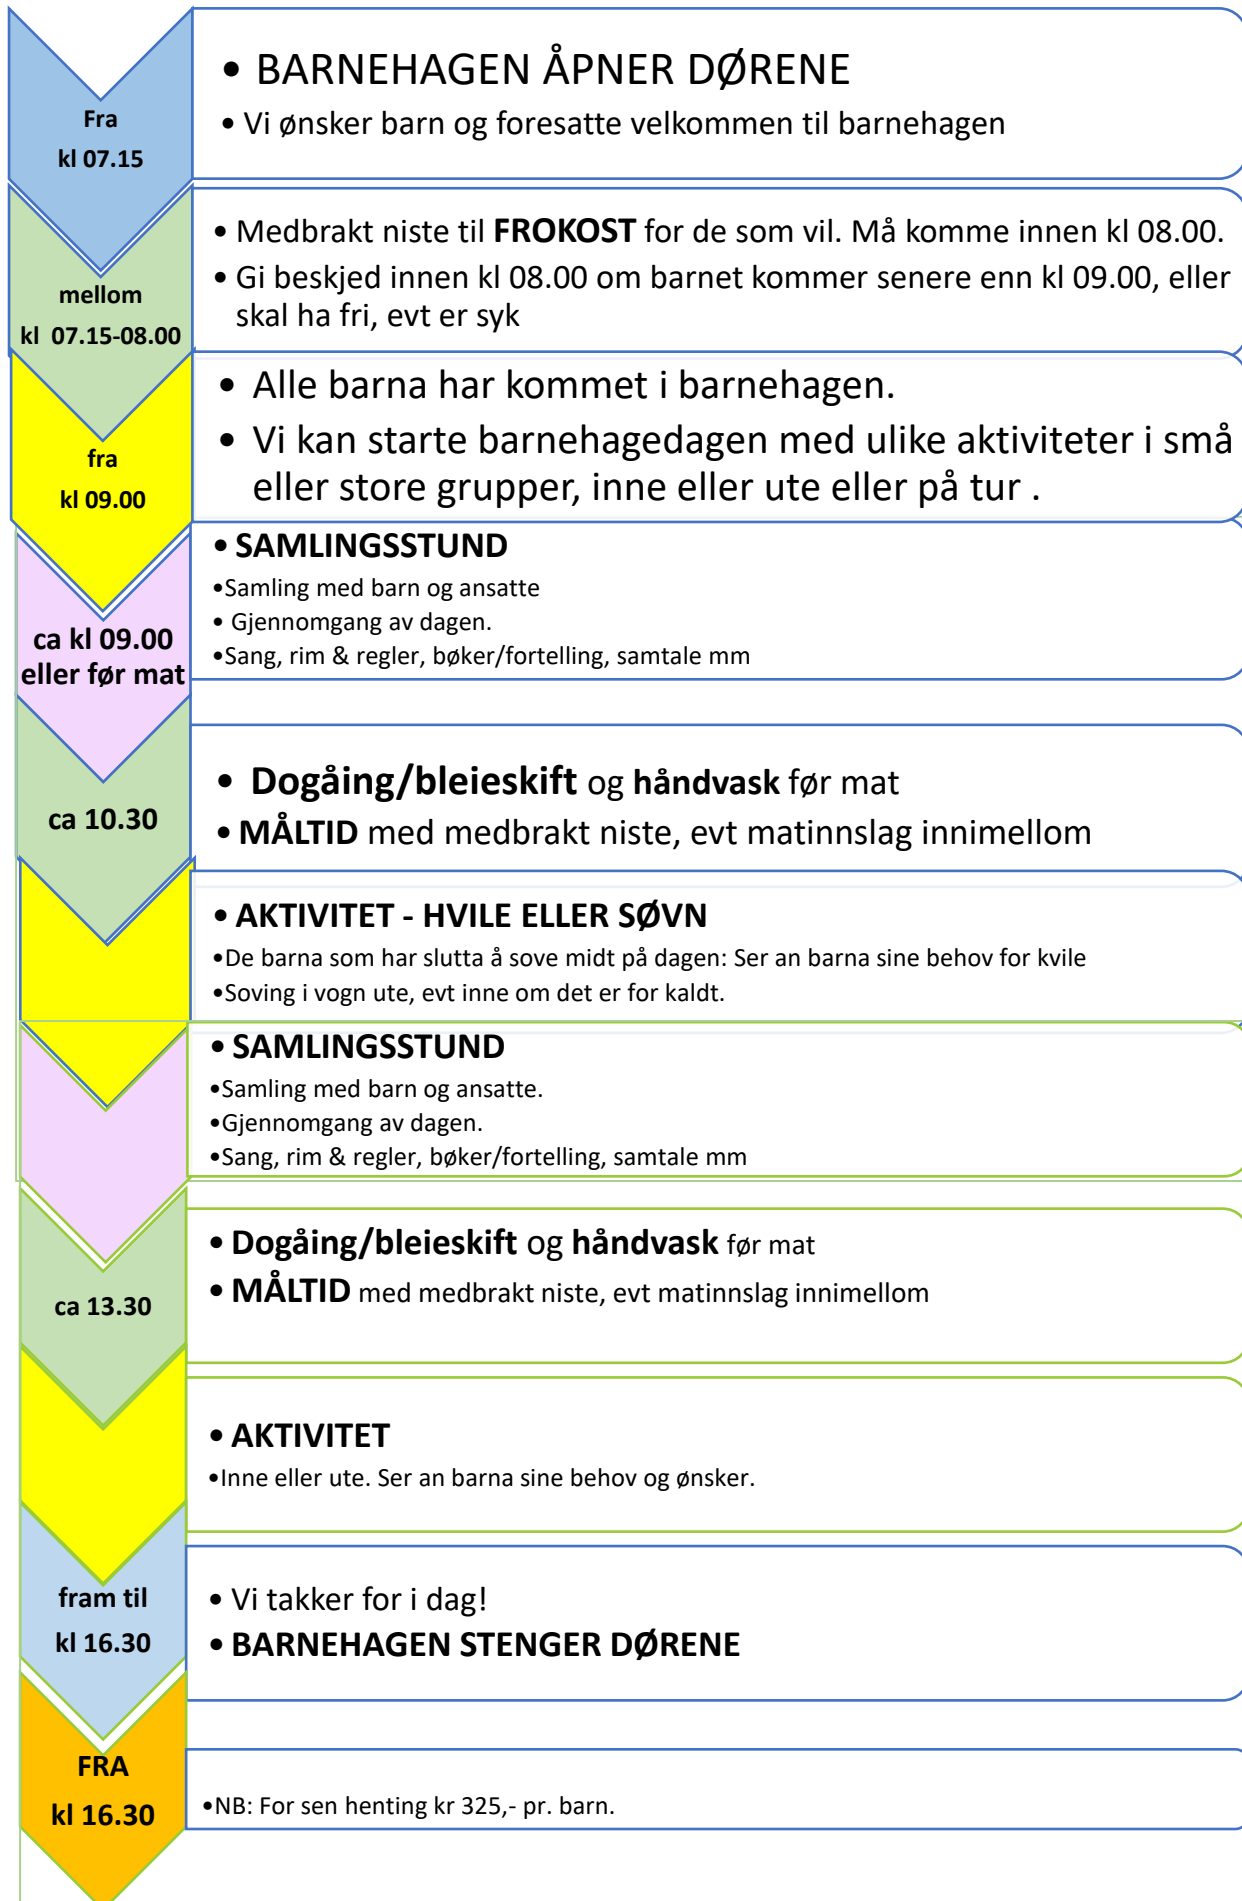 Fra
kl 07.15
• BARNEHAGEN ÅPNER DØRENE
• Vi ønsker barn og foresatte velkommen til barnehagen
mellom
kl 07.15-08.00
• Medbrakt niste til FROKOST for de som vil. Må komme innen kl 08.00.
• Gi beskjed innen kl 08.00 om barnet kommer senere enn kl 09.00, eller
skal ha fri, evt er syk
fra
kl 09.00
• Alle barna har kommet i barnehagen.
• Vi kan starte barnehagedagen med ulike aktiviteter i små
eller store grupper, inne eller ute eller på tur .
ca kl 09.00
eller før mat
• SAMLINGSSTUND
•Samling med barn og ansatte
• Gjennomgang av dagen.
•Sang, rim & regler, bøker/fortelling, samtale mm
ca 10.30
• Dogåing/bleieskift og håndvask før mat
• MÅLTID med medbrakt niste, evt matinnslag innimellom
• AKTIVITET - HVILE ELLER SØVN
•De barna som har slutta å sove midt på dagen: Ser an barna sine behov for kvile
•Soving i vogn ute, evt inne om det er for kaldt.
• SAMLINGSSTUND
•Samling med barn og ansatte.
•Gjennomgang av dagen.
•Sang, rim & regler, bøker/fortelling, samtale mm
ca 13.30
• Dogåing/bleieskift og håndvask før mat
• MÅLTID med medbrakt niste, evt matinnslag innimellom
• AKTIVITET
•Inne eller ute. Ser an barna sine behov og ønsker.
fram til
kl 16.30
• Vi takker for i dag!
• BARNEHAGEN STENGER DØRENE
FRA
kl 16.30
•NB: For sen henting kr 325,- pr. barn.